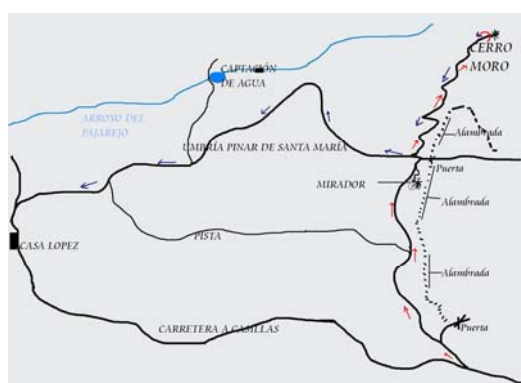 CERRO
MORO
CAPTACIÓN
DE AGUA
ARROYO DEL
PAJAREJO
Alambrada
UMBRÍA PINAR DE SANTA MARÍA
Puerta
MIRADOR
Alambrada
PISTA
CASA LOPEZ
Alambrada
CARRETERA A CASILLAS
Puerta